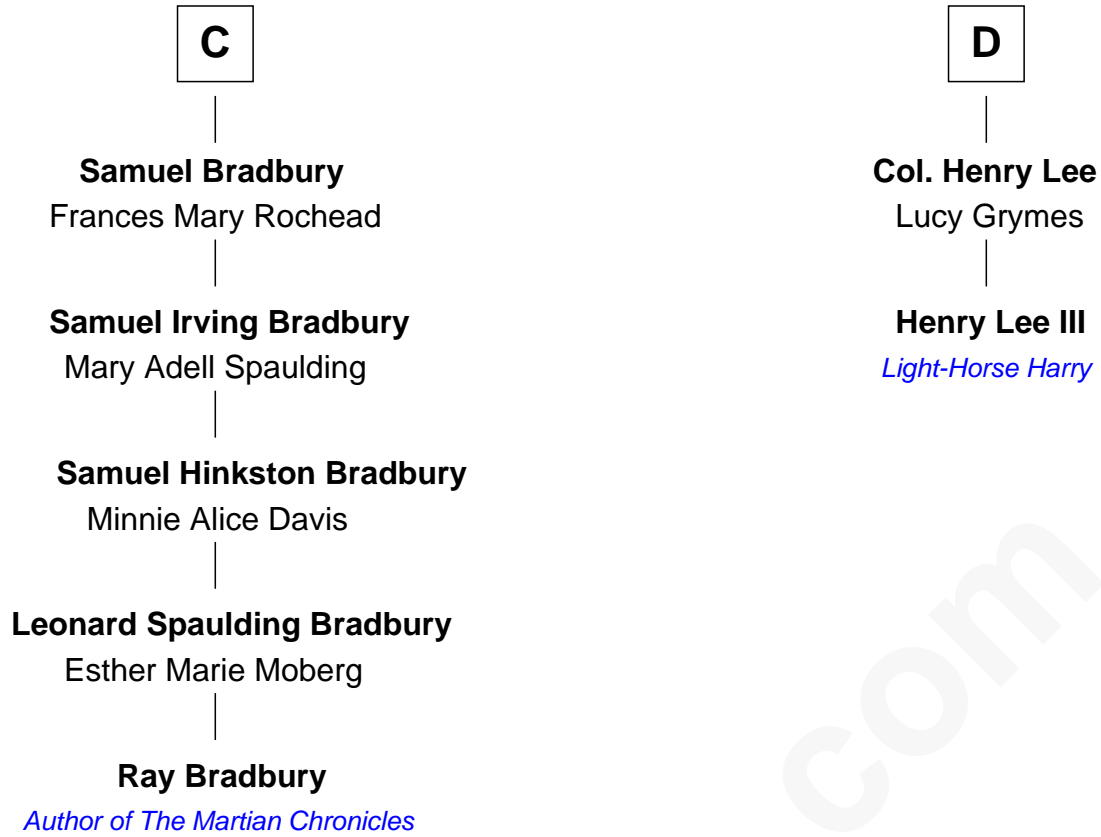 C
Samuel Bradbury
Frances Mary Rochead
Samuel Irving Bradbury
Mary Adell Spaulding
Samuel Hinkston Bradbury
Minnie Alice Davis
Leonard Spaulding Bradbury
Esther Marie Moberg
Ray Bradbury
Author of The Martian Chronicles
D
Col. Henry Lee
Lucy Grymes
Henry Lee III
Light-Horse Harry
com